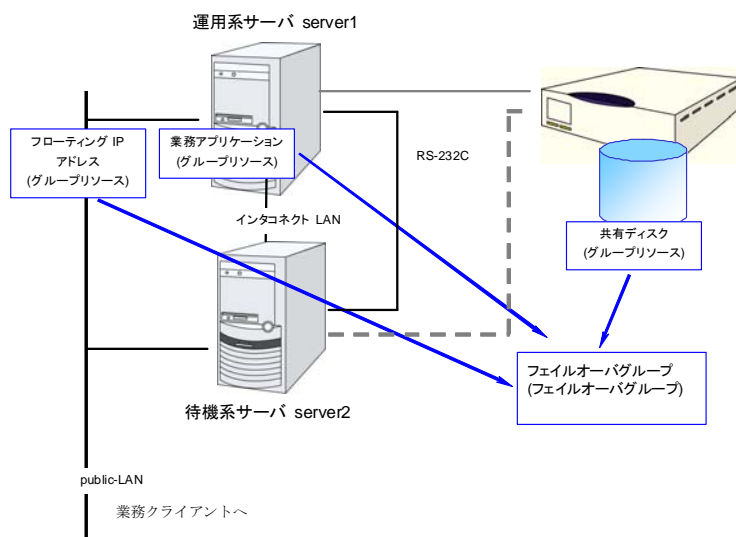 運用系サーバ server1
フローティング IP
アドレス
(グループリソース)
業務アプリケーション
(グループリソース)
RS-232C
インタコネクト LAN
共有ディスク
(グループリソース)
フェイルオーバグループ
(フェイルオーバグループ)
待機系サーバ server2
public-LAN
業務クライアントへ